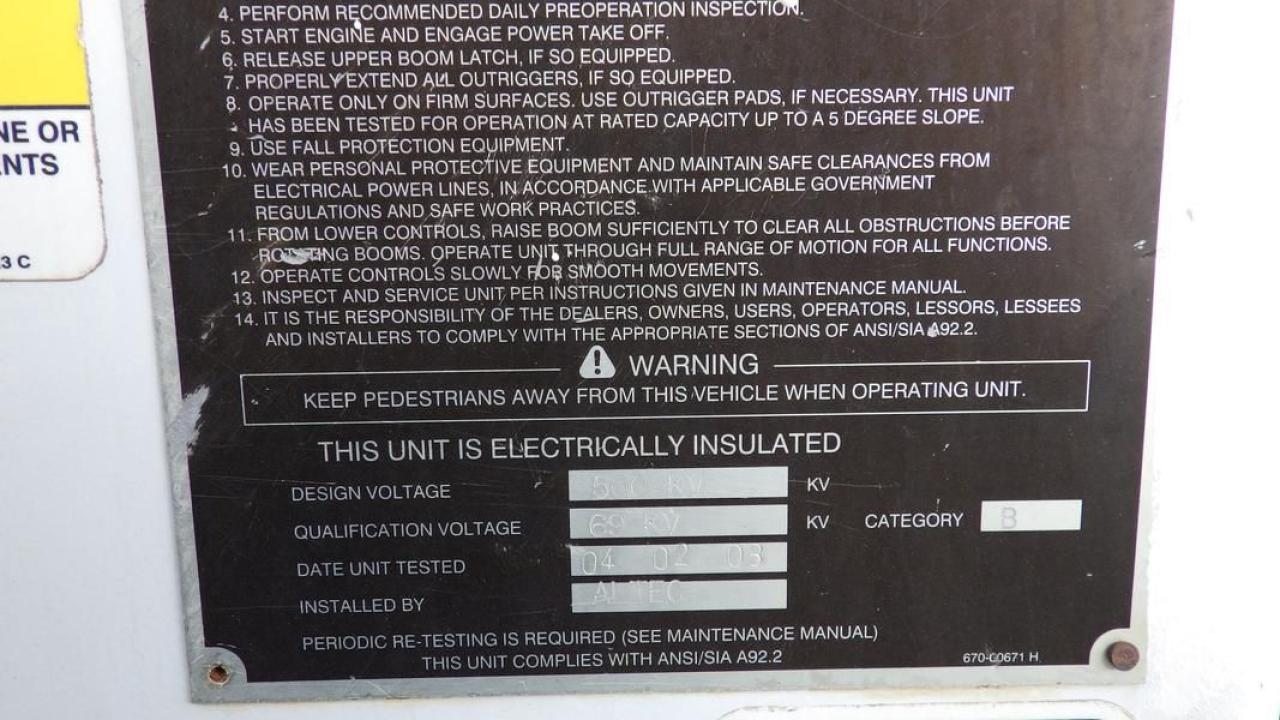 4. PERFORM RECOMMENDED DAILY PREOPERATION INSPECTION.
5. START ENGINE AND ENGAGE POWER TAKE OFF.
6. RELEASE UPPER BOOM LATCH, IF SO EQUIPPED.
7. PROPERLY EXTEND ALL OUTRIGGERS, IF SO EQUIPPED.
8. OPERATE ONLY ON FIRM SURFACES. USE OUTRIGGER PADS, IF NECESSARY. THIS UNIT
HAS BEEN TESTED FOR OPERATION AT RATED CAPACITY UP TO A 5 DEGREE SLOPE.
9. USE FALL PROTECTION EQUIPMENT.
10. WEAR PERSONAL PROTECTIVE EQUIPMENT AND MAINTAIN SAFE CLEARANCES FROM
ELECTRICAL POWER LINES, IN ACCORDANCE WITH APPLICABLE GOVERNMENT
REGULATIONS AND SAFE WORK PRACTICES.
11. FROM LOWER CONTROLS, RAISE BOOM SUFFICIENTLY TO CLEAR ALL OBSTRUCTIONS BEFORE
ROTATING BOOMS. OPERATE UNIT THROUGH FULL RANGE OF MOTION FOR ALL FUNCTIONS.
12. OPERATE CONTROLS SLOWLY FOR SMOOTH MOVEMENTS.
13. INSPECT AND SERVICE UNIT PER INSTRUCTIONS GIVEN IN MAINTENANCE MANUAL.
14. IT IS THE RESPONSIBILITY OF THE DEALERS, OWNERS, USERS, OPERATORS, LESSORS, LESSEES
AND INSTALLERS TO COMPLY WITH THE APPROPRIATE SECTIONS OF ANSI/SIA A92.2.
WARNING
KEEP PEDESTRIANS AWAY FROM THIS VEHICLE WHEN OPERATING UNIT.
THIS UNIT IS ELECTRICALLY INSULATED
DESIGN VOLTAGE 500 KV KV
QUALIFICATION VOLTAGE 69 KV KV CATEGORY B
DATE UNIT TESTED 04 02 03
INSTALLED BY ALTEC
PERIODIC RE-TESTING IS REQUIRED (SEE MAINTENANCE MANUAL)
THIS UNIT COMPLIES WITH ANSI/SIA A92.2
670-00671 H
NE OR
NTS
3 C